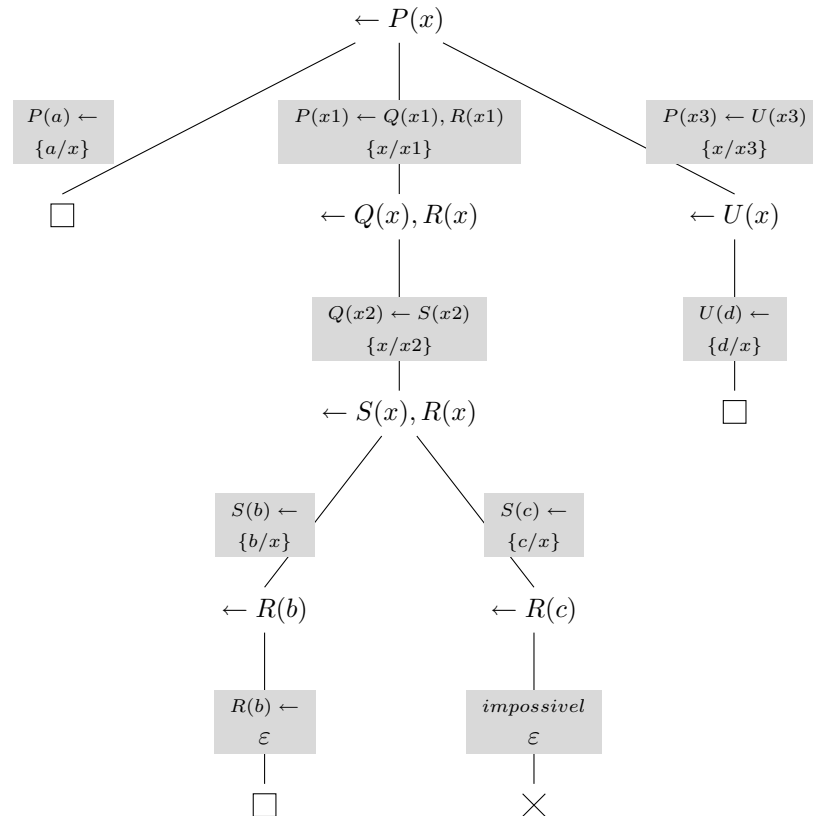 ← P(x)
P(a) ←
{a/x}
P(x1) ← Q(x1), R(x1)
{x/x1}
P(x3) ← U(x3)
{x/x3}
□
← Q(x), R(x)
← U(x)
Q(x2) ← S(x2)
{x/x2}
U(d) ←
{d/x}
← S(x), R(x)
□
S(b) ←
{b/x}
S(c) ←
{c/x}
← R(b)
← R(c)
R(b) ←
ε
impossivel
ε
□
×